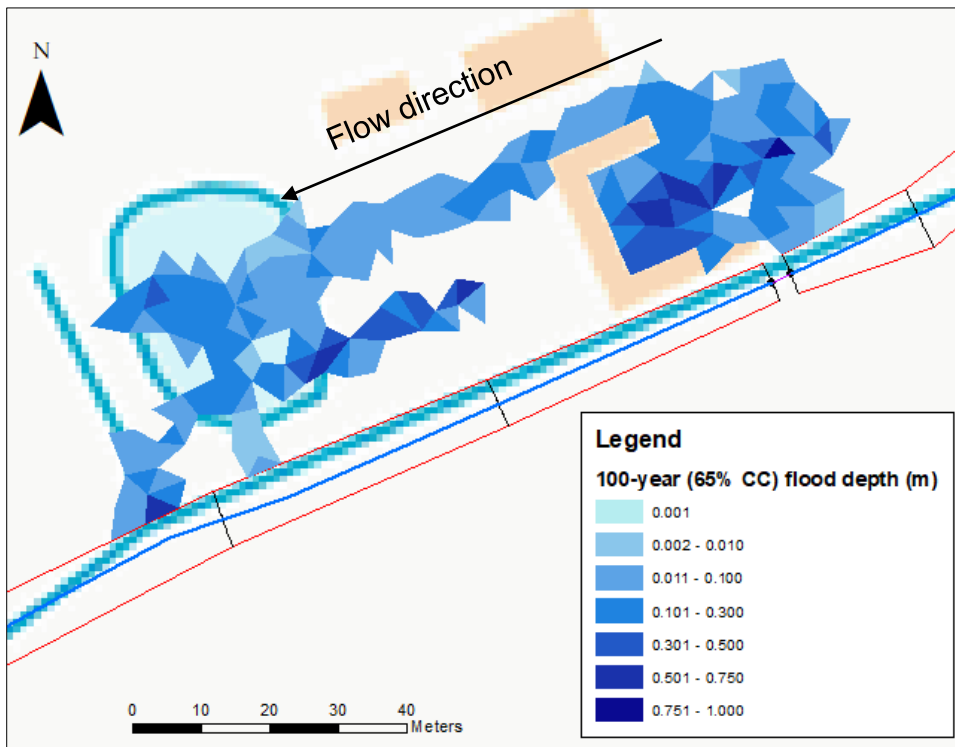 N
Flow direction
Legend
100-year (65% CC) flood depth (m)
0.001
0.002 - 0.010
0.011 - 0.100
0.101 - 0.300
0.301 - 0.500
0.501 - 0.750
0.751 - 1.000
0 10 20 30 40
Meters